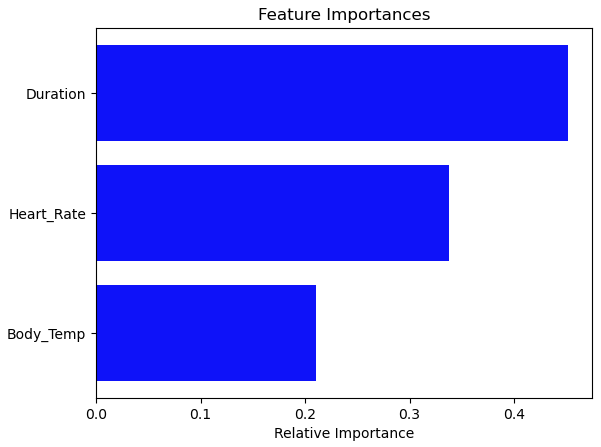 Feature Importances
Duration
Heart_Rate
Body_Temp
0.0 0.1 0.2 0.3 0.4
Relative Importance